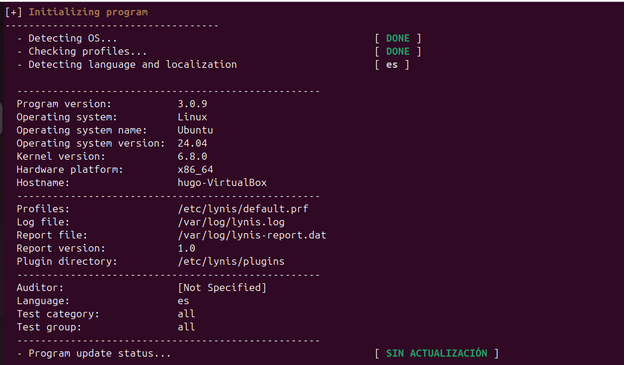 [+] Initializing program
------------------------------------
- Detecting OS... [ DONE ]
- Checking profiles... [ DONE ]
- Detecting language and localization [ es ]
---------------------------------------------------
Program version: 3.0.9
Operating system: Linux
Operating system name: Ubuntu
Operating system version: 24.04
Kernel version: 6.8.0
Hardware platform: x86_64
Hostname: hugo-VirtualBox
---------------------------------------------------
Profiles: /etc/lynis/default.prf
Log file: /var/log/lynis.log
Report file: /var/log/lynis-report.dat
Report version: 1.0
Plugin directory: /etc/lynis/plugins
---------------------------------------------------
Auditor: [Not Specified]
Language: es
Test category: all
Test group: all
---------------------------------------------------
- Program update status... [ SIN ACTUALIZACIÓN ]